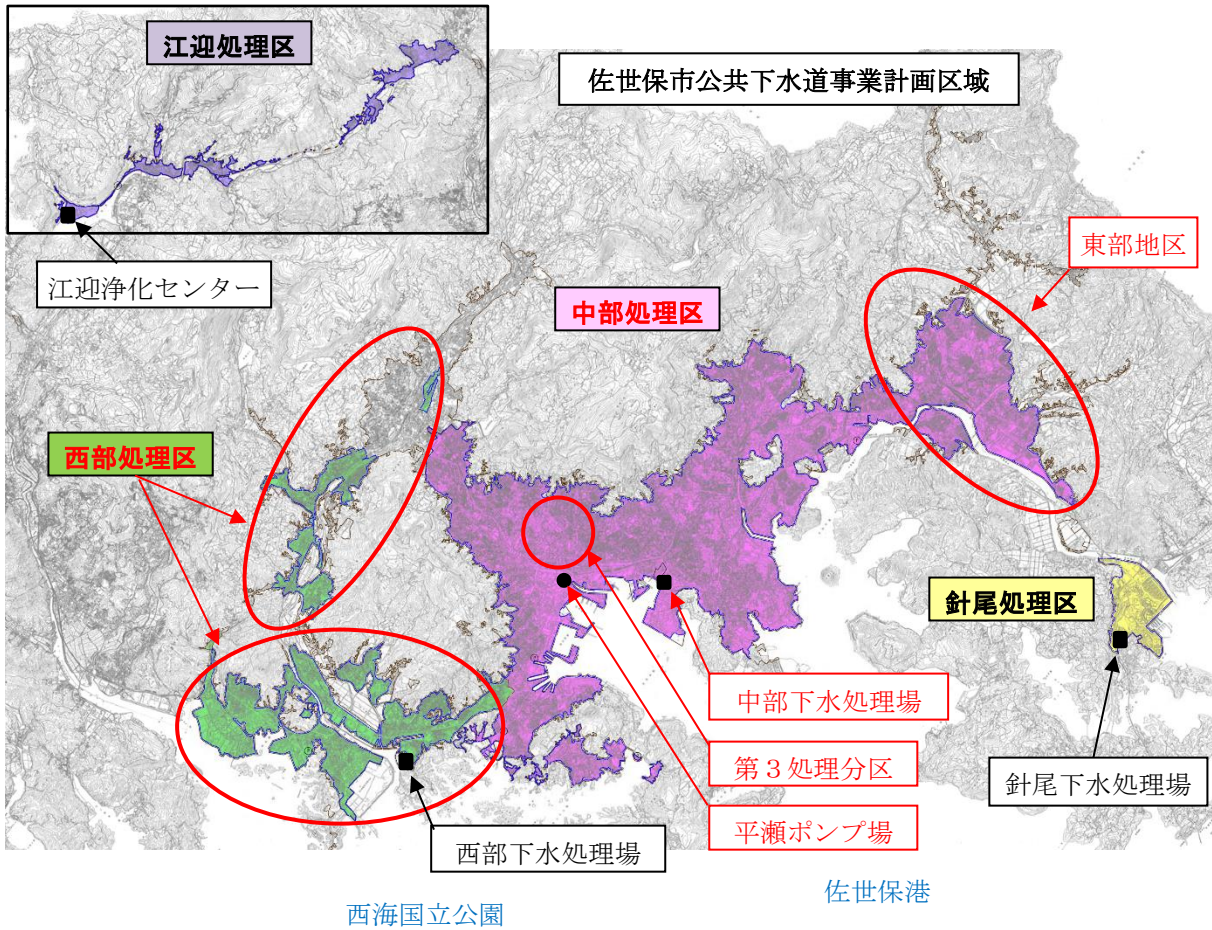 江迎処理区
佐世保市公共下水道事業計画区域
東部地区
江迎浄化センター
中部処理区
西部処理区
針尾処理区
中部下水処理場
第3処理分区
針尾下水処理場
平瀬ポンプ場
西部下水処理場
佐世保港
西海国立公園